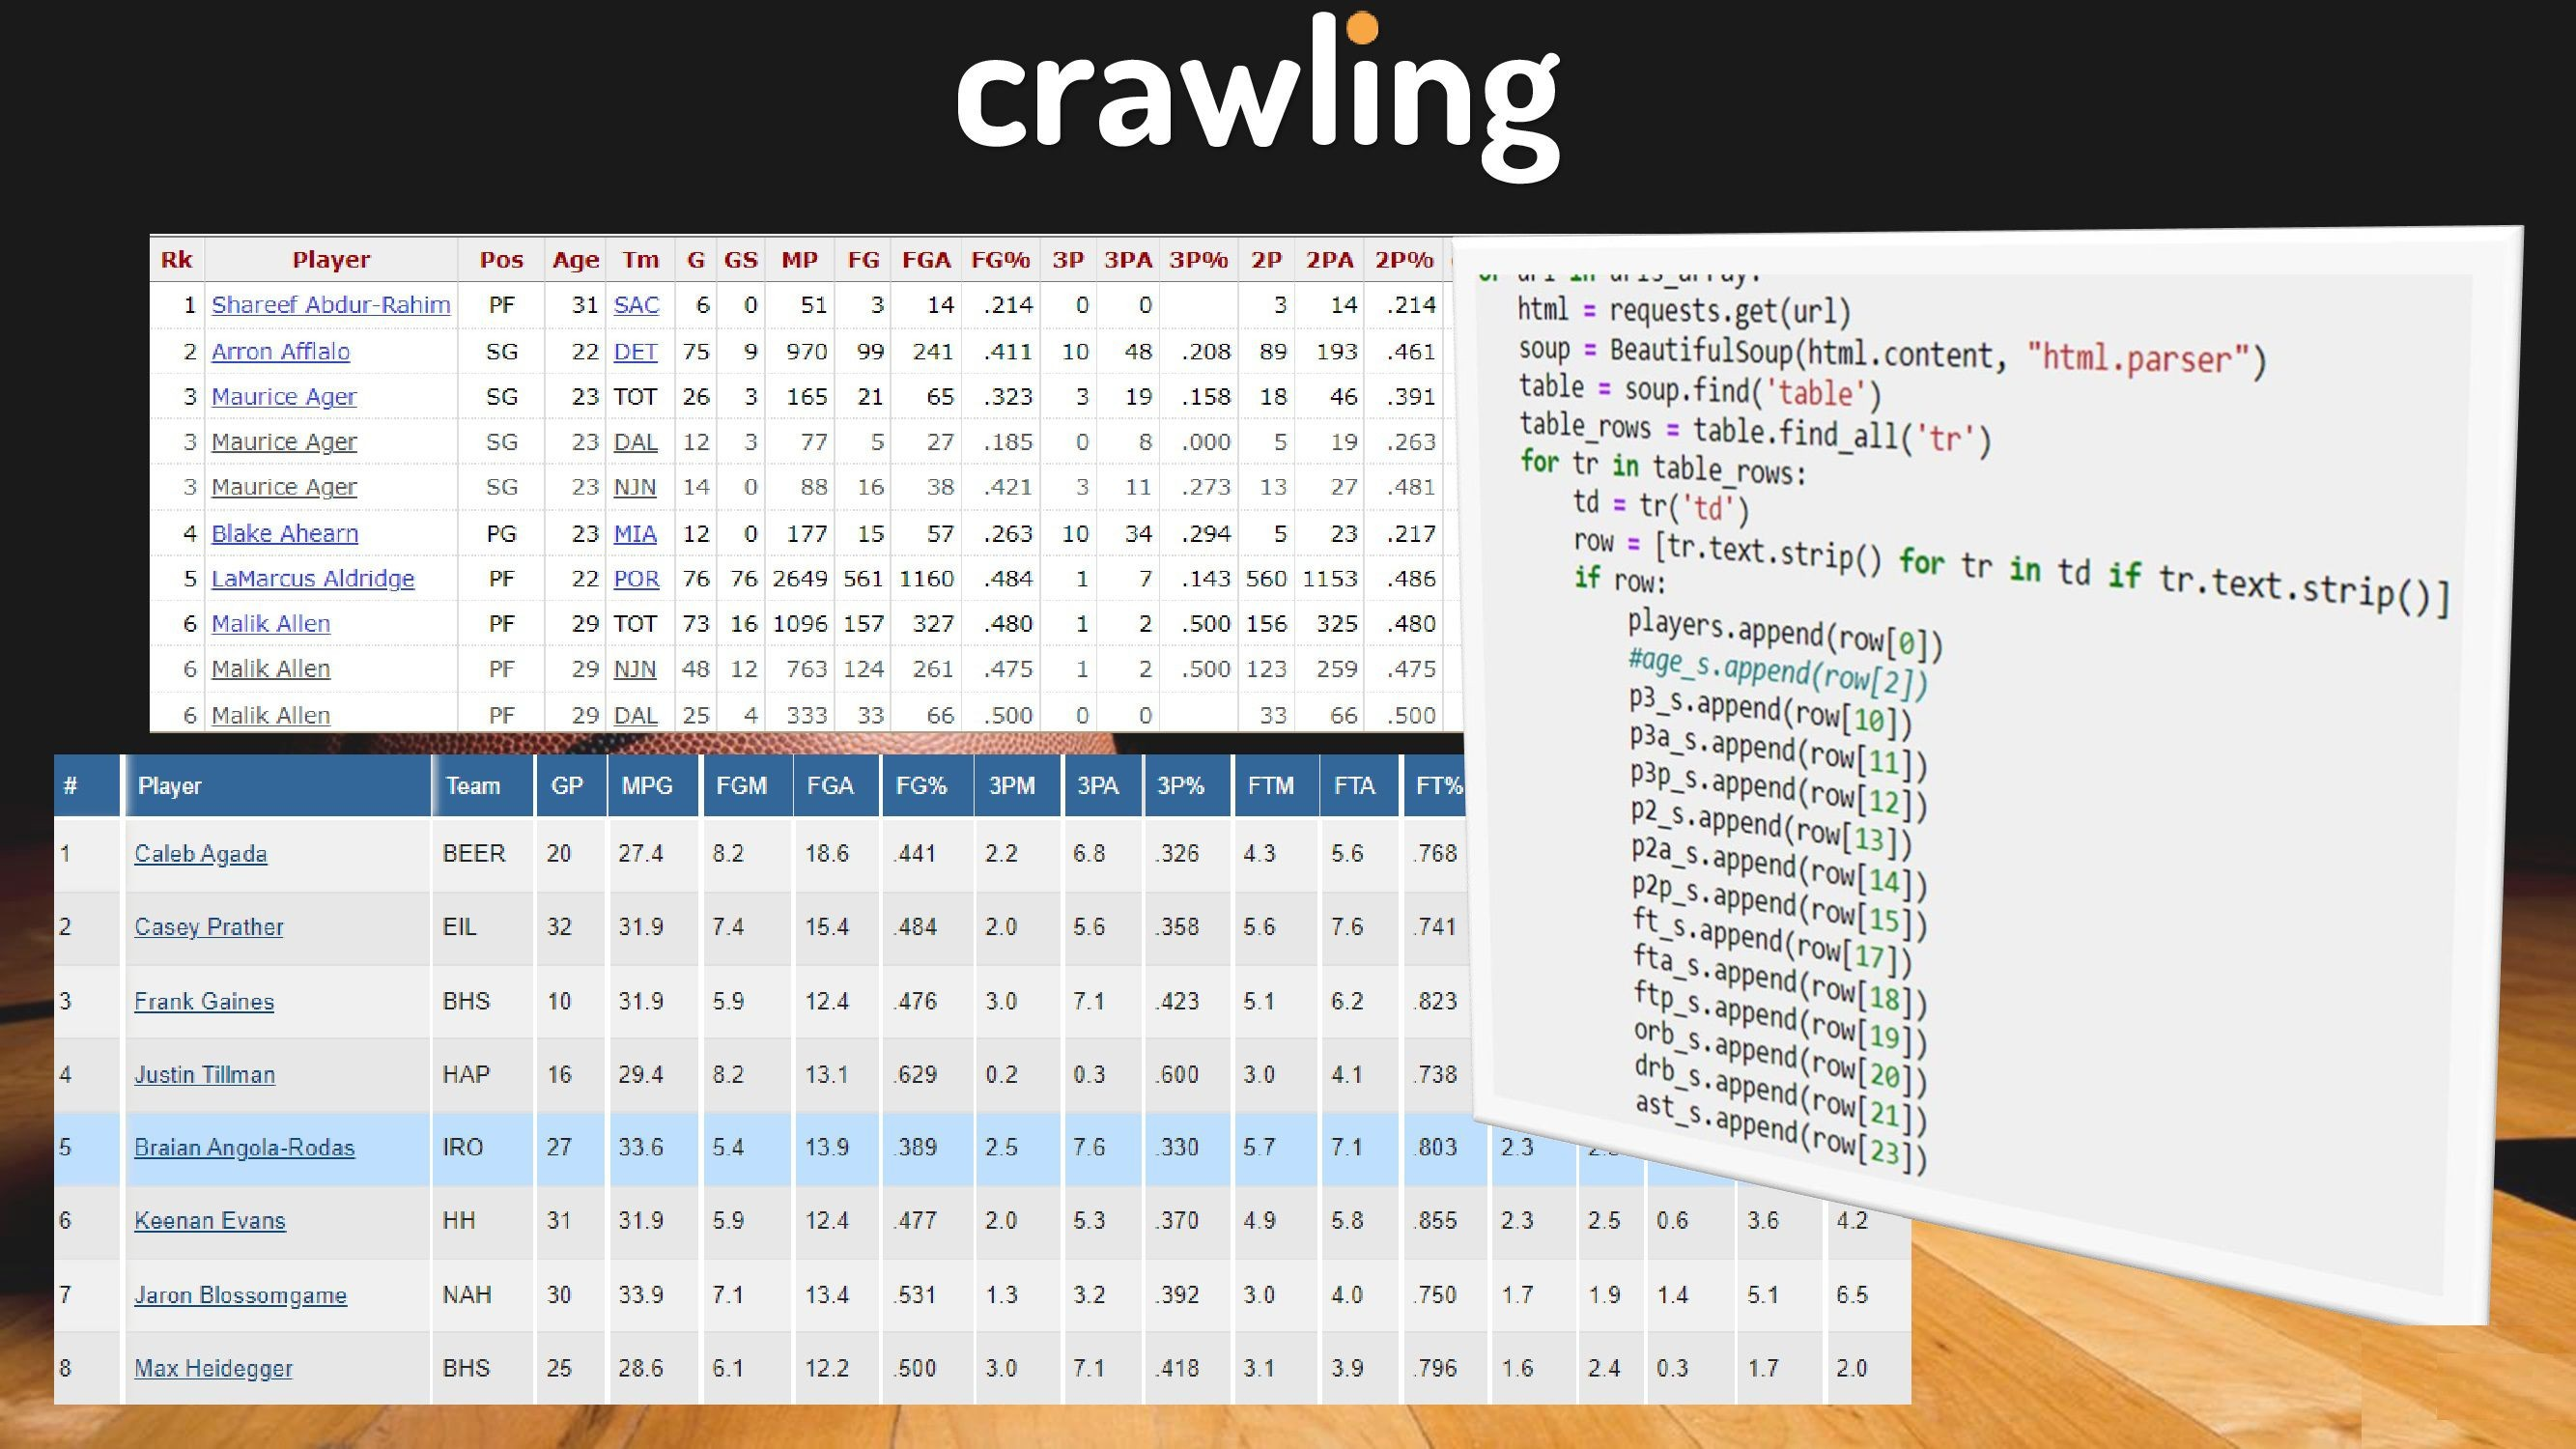 crawling
Rk Player Pos Age Tm G GS MP FG FGA FG% 3P 3PA 3P% 2P 2PA 2P%
1 Shareef Abdur-Rahim PF 31 SAC 6 0 51 3 14 .214 0 0 3 14 .214
2 Arron Afflalo SG 22 DET 75 9 970 99 241 .411 10 48 .208 89 193 .461
3 Maurice Ager SG 23 TOT 26 3 165 21 65 .323 3 19 .158 18 46 .391
3 Maurice Ager SG 23 DAL 12 3 77 5 27 .185 0 8 .000 5 19 .263
3 Maurice Ager SG 23 NJN 14 0 88 16 38 .421 3 11 .273 13 27 .481
4 Blake Ahearn PG 23 MIA 12 0 177 15 57 .263 10 34 .294 5 23 .217
5 LaMarcus Aldridge PF 22 POR 76 76 2649 561 1160 .484 1 7 .143 560 1153 .486
6 Malik Allen PF 29 TOT 73 16 1096 157 327 .480 1 2 .500 156 325 .480
6 Malik Allen PF 29 NJN 48 12 763 124 261 .475 1 2 .500 123 259 .475
6 Malik Allen PF 29 DAL 25 4 333 33 66 .500 0 0 33 66 .500
# Player Team GP MPG FGM FGA FG% 3PM 3PA 3P% FTM FTA FT%
1 Caleb Agada BEER 20 27.4 8.2 18.6 .441 2.2 6.8 .326 4.3 5.6 .768
2 Casey Prather EIL 32 31.9 7.4 15.4 .484 2.0 5.6 .358 5.6 7.6 .741
3 Frank Gaines BHS 10 31.9 5.9 12.4 .476 3.0 7.1 .423 5.1 6.2 .823
4 Justin Tillman HAP 16 29.4 8.2 13.1 .629 0.2 0.3 .600 3.0 4.1 .738
5 Braian Angola-Rodas IRO 27 33.6 5.4 13.9 .389 2.5 7.6 .330 5.7 7.1 .803 2.3
6 Keenan Evans HH 31 31.9 5.9 12.4 .477 2.0 5.3 .370 4.9 5.8 .855 2.3 2.5 0.6 3.6 4.2
7 Jaron Blossomgame NAH 30 33.9 7.1 13.4 .531 1.3 3.2 .392 3.0 4.0 .750 1.7 1.9 1.4 5.1 6.5
8 Max Heidegger BHS 25 28.6 6.1 12.2 .500 3.0 7.1 .418 3.1 3.9 .796 1.6 2.4 0.3 1.7 2.0
html = requests.get(url)
soup = BeautifulSoup(html.content, "html.parser")
table = soup.find('table')
table_rows = table.find_all('tr')
for tr in table_rows:
td = tr('td')
row = [tr.text.strip() for tr in td if tr.text.strip()]
if row:
players.append(row[0])
#age_s.append(row[2])
p3_s.append(row[10])
p3a_s.append(row[11])
p3p_s.append(row[12])
p2_s.append(row[13])
p2a_s.append(row[14])
p2p_s.append(row[15])
ft_s.append(row[17])
fta_s.append(row[18])
ftp_s.append(row[19])
orb_s.append(row[20])
drb_s.append(row[21])
ast_s.append(row[23])